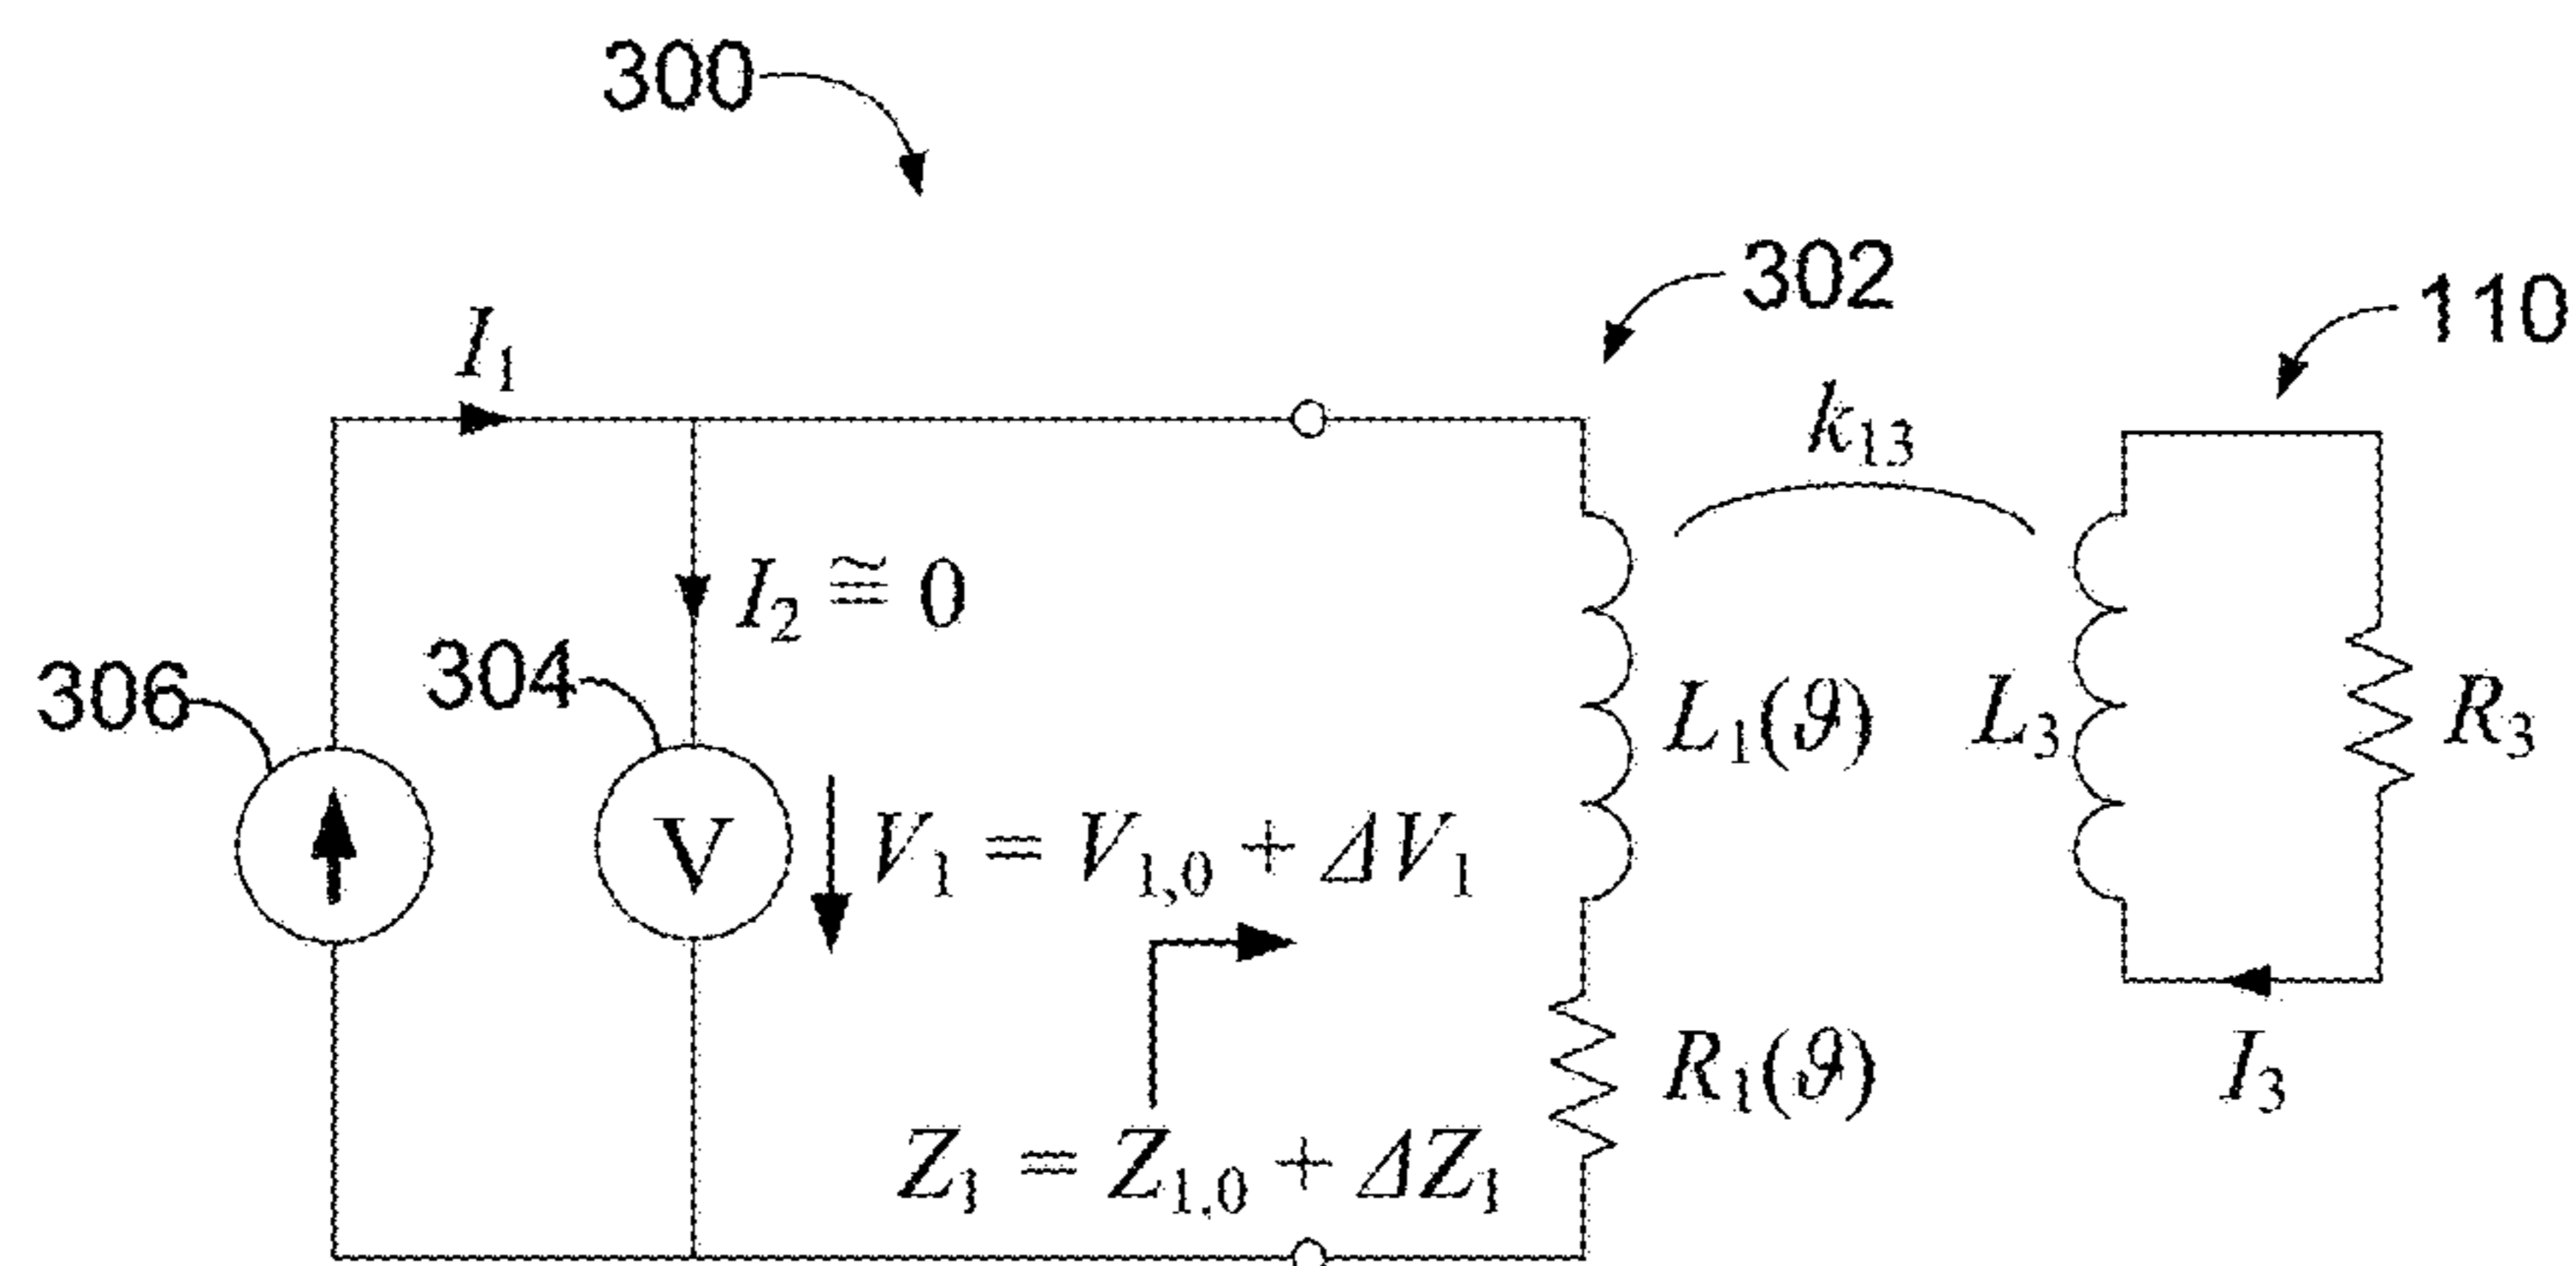 300
302
110
I₁
k₁₃
I₂ ≅ 0
306
304
L₁(ϑ)
L₃
R₃
V
V₁ = V₁,₀ + ΔV₁
R₁(ϑ)
I₃
Z₁ = Z₁,₀ + ΔZ₁